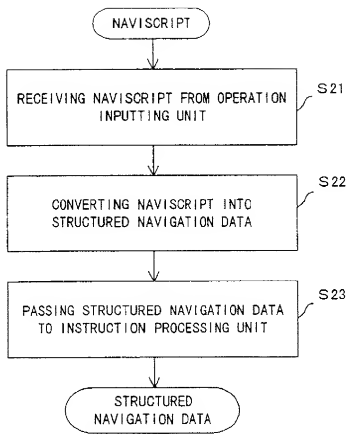 NAVISCRIPT
RECEIVING NAVISCRIPT FROM OPERATION
INPUTTING UNIT
S21
CONVERTING NAVISCRIPT INTO
STRUCTURED NAVIGATION DATA
S22
PASSING STRUCTURED NAVIGATION DATA
TO INSTRUCTION PROCESSING UNIT
S23
STRUCTURED
NAVIGATION DATA